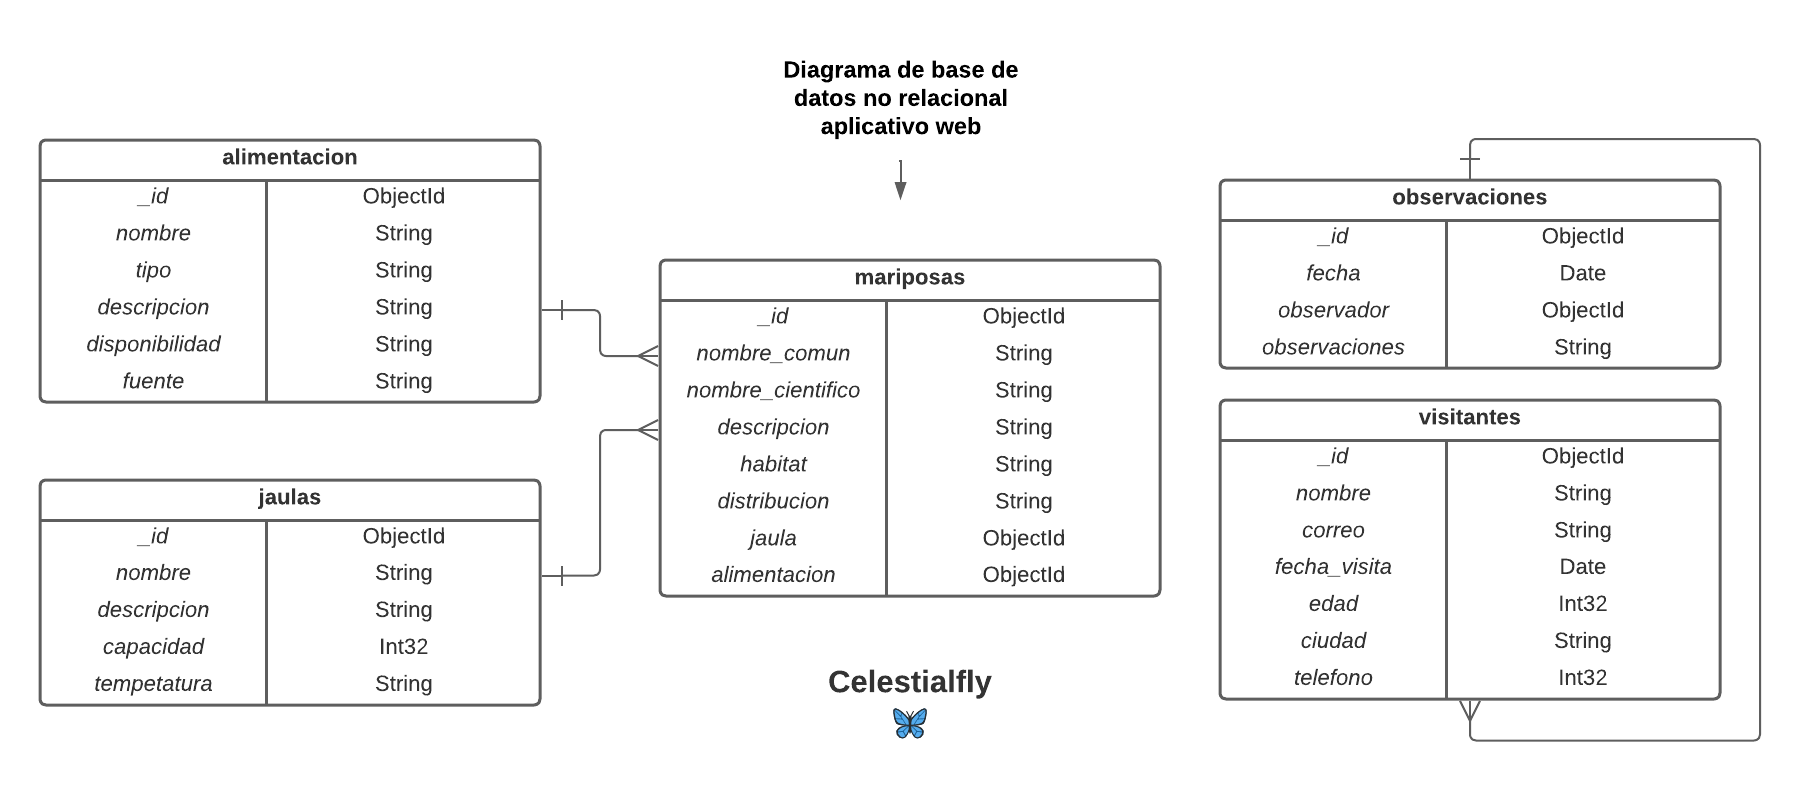 Diagrama de base de
datos no relacional
aplicativo web
alimentacion
_id ObjectId
nombre String
tipo String
descripcion String
disponibilidad String
fuente String
jaulas
_id ObjectId
nombre String
descripcion String
capacidad Int32
tempetatura String
mariposas
_id ObjectId
nombre_comun String
nombre_cientifico String
descripcion String
habitat String
distribucion String
jaula ObjectId
alimentacion ObjectId
Celestialfly
observaciones
_id ObjectId
fecha Date
observador ObjectId
observaciones String
visitantes
_id ObjectId
nombre String
correo String
fecha_visita Date
edad Int32
ciudad String
telefono Int32